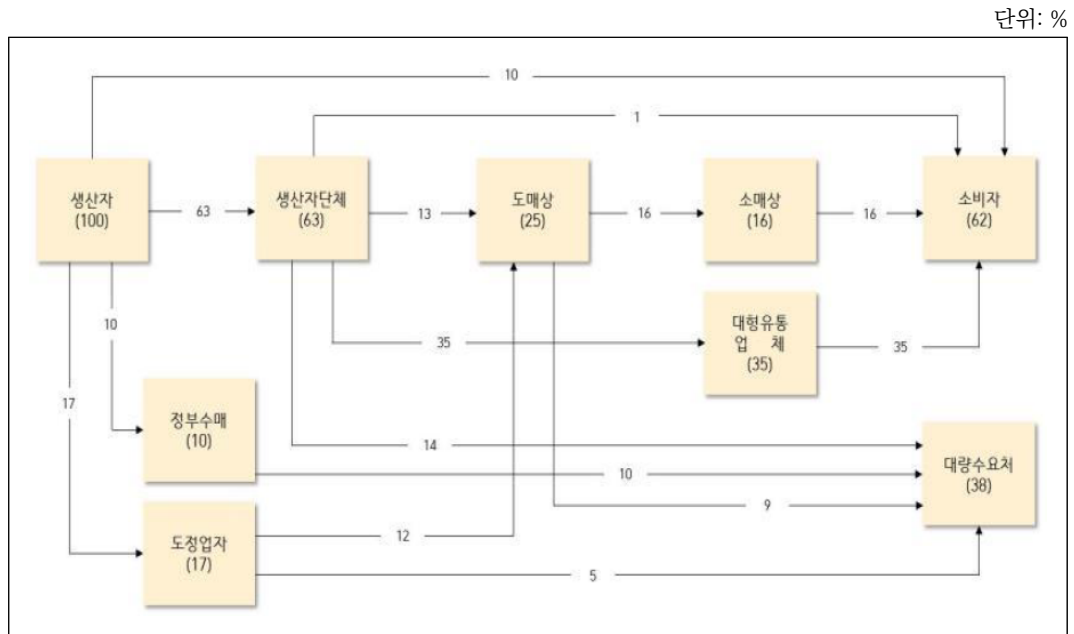 단위: %
10
1
생산자
(100)
63
생산자단체
(63)
13
도매상
(25)
16
소매상
(16)
16
소비자
(62)
10
35
대형유통
업 체
(35)
35
17
정부수매
(10)
14
10
대량수요처
(38)
9
도정업자
(17)
12
5